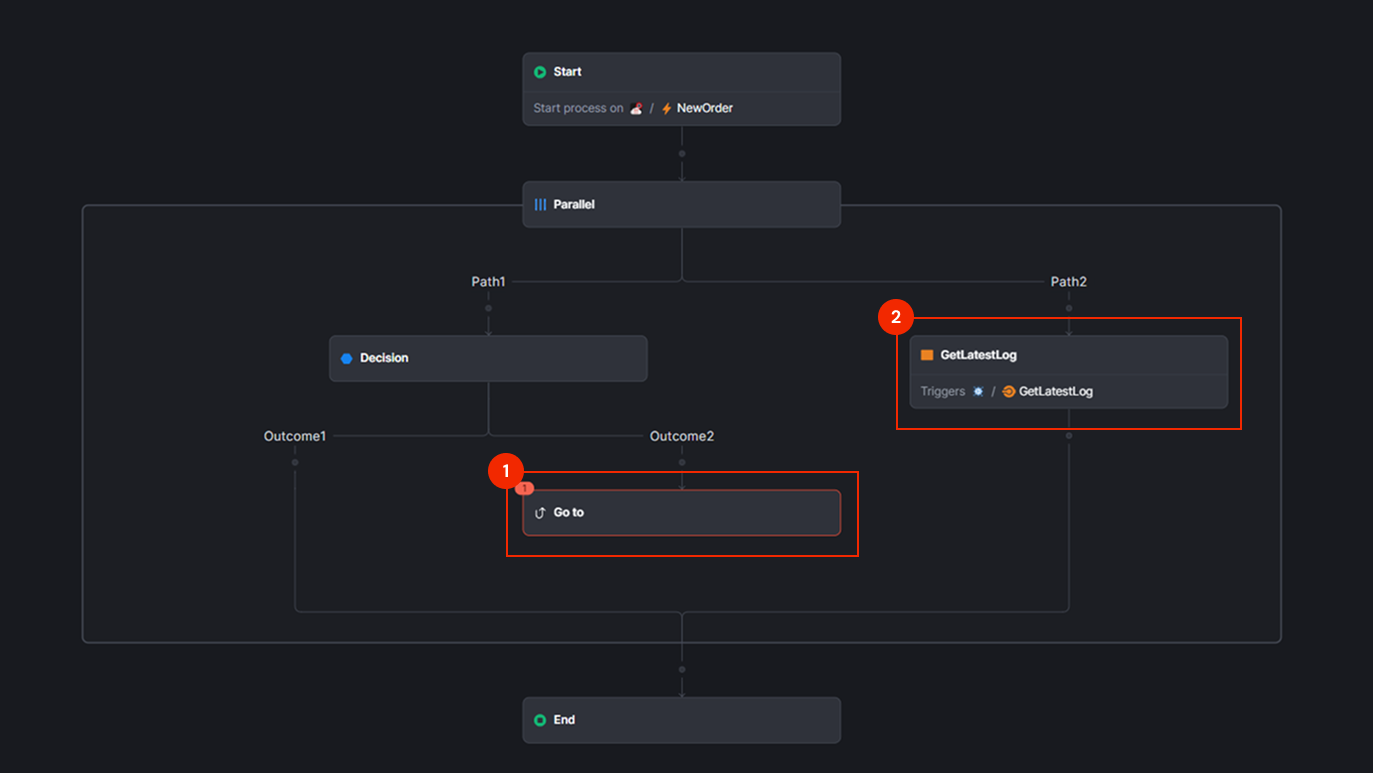 Start
Start process on / NewOrder
Parallel
Path1
Path2
2
GetLatestLog
Decision
Triggers / GetLatestLog
Outcome1
Outcome2
1
1
Go to
End